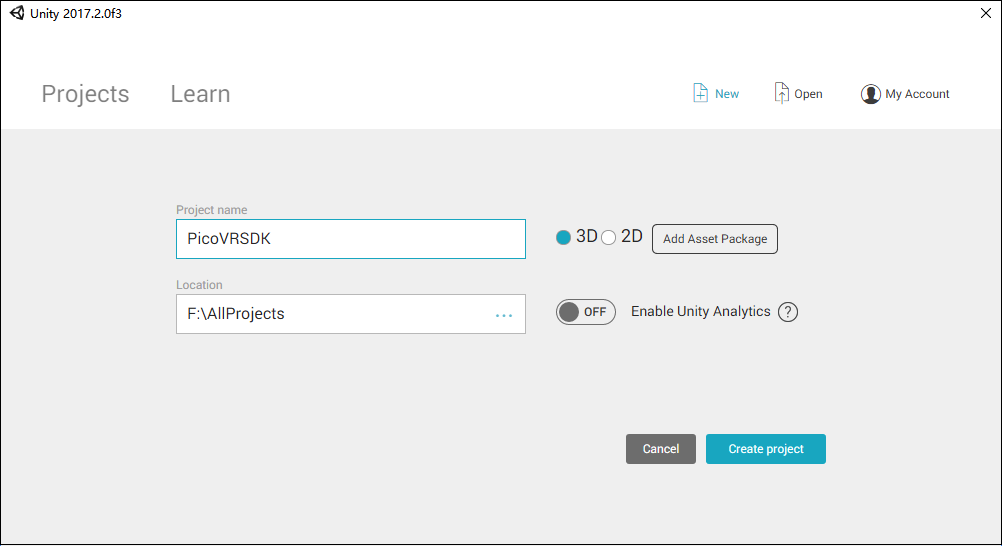 Unity 2017.2.0f3
Projects Learn New Open My Account
Project name
PicoVRSDK
3D 2D Add Asset Package
Location
F:\AllProjects ...
OFF Enable Unity Analytics ?
Cancel Create project